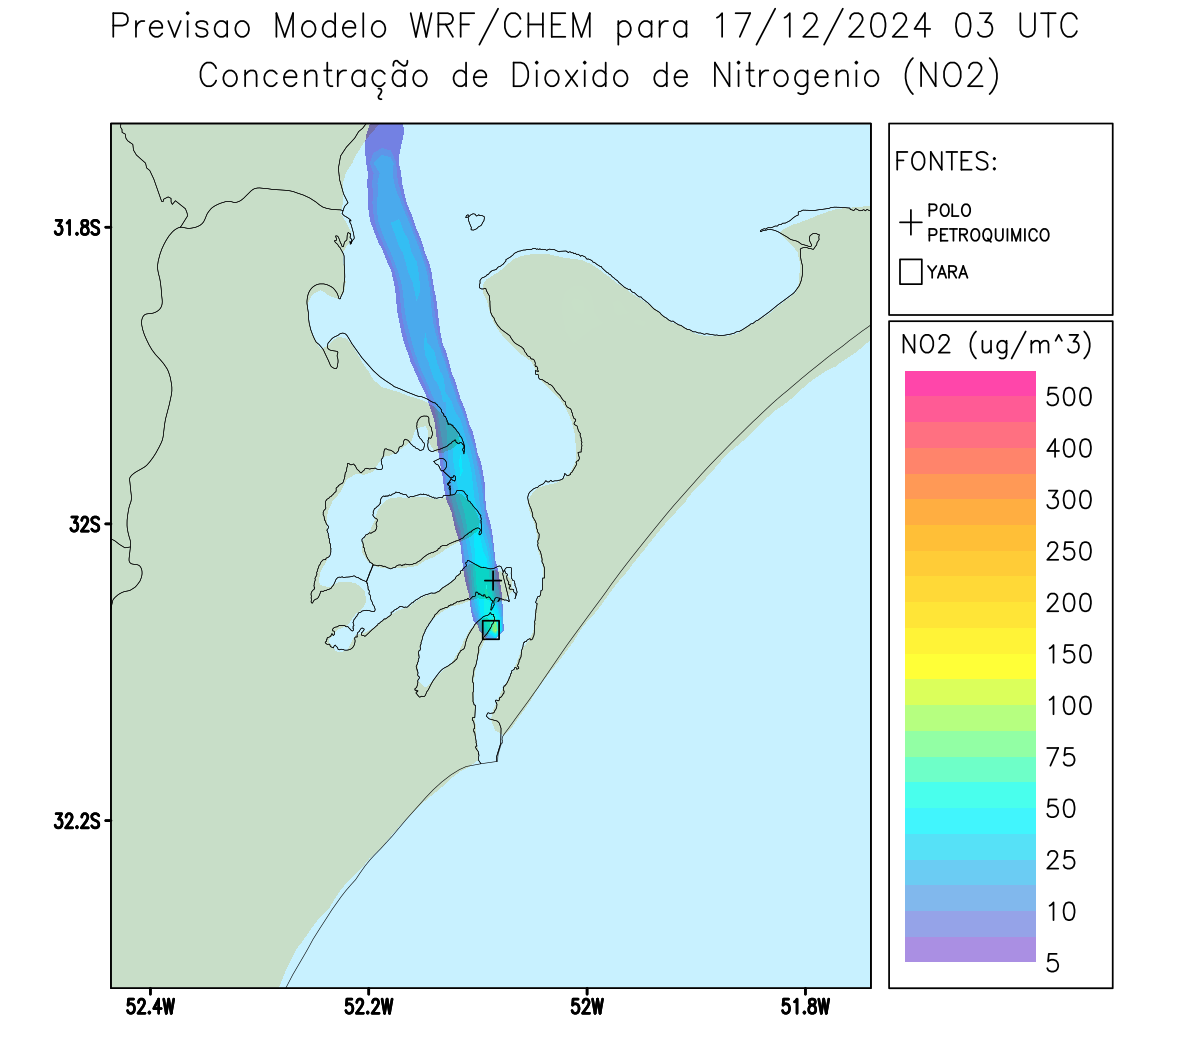 Previsao Modelo WRF/CHEM para 17/12/2024 03 UTC
Concentração de Dioxido de Nitrogenio (NO2)
FONTES:
POLO
PETROQUIMICO
YARA
NO2 (ug/m^3)
500
400
300
250
200
150
100
75
50
25
10
5
31.8S
32S
32.2S
52.4W
52.2W
52W
51.8W